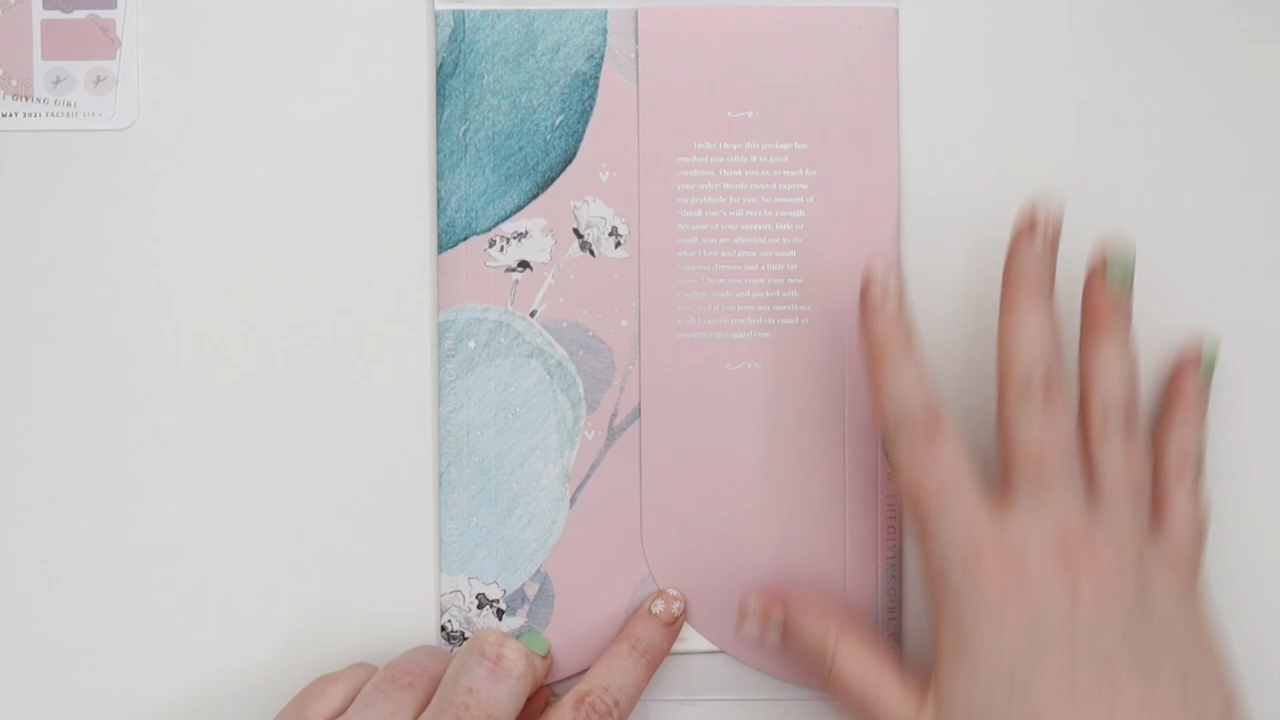 GIVING GIRL
MAY 2021 FREEBIE
Hello! I hope this package has
reached you safely & in good
condition. Thank you so, so much for
your order! Words cannot express
my gratitude for you. No amount of
"thank you"s will ever be enough.
Because of your support, little or
small, you are allowing me to do
what I love and grow our small
business dreams just a little bit
more! I hope you enjoy your new
goodies made and packed with
and if you have any questions
at all I can be reached via email at
THEGIVING GIRL